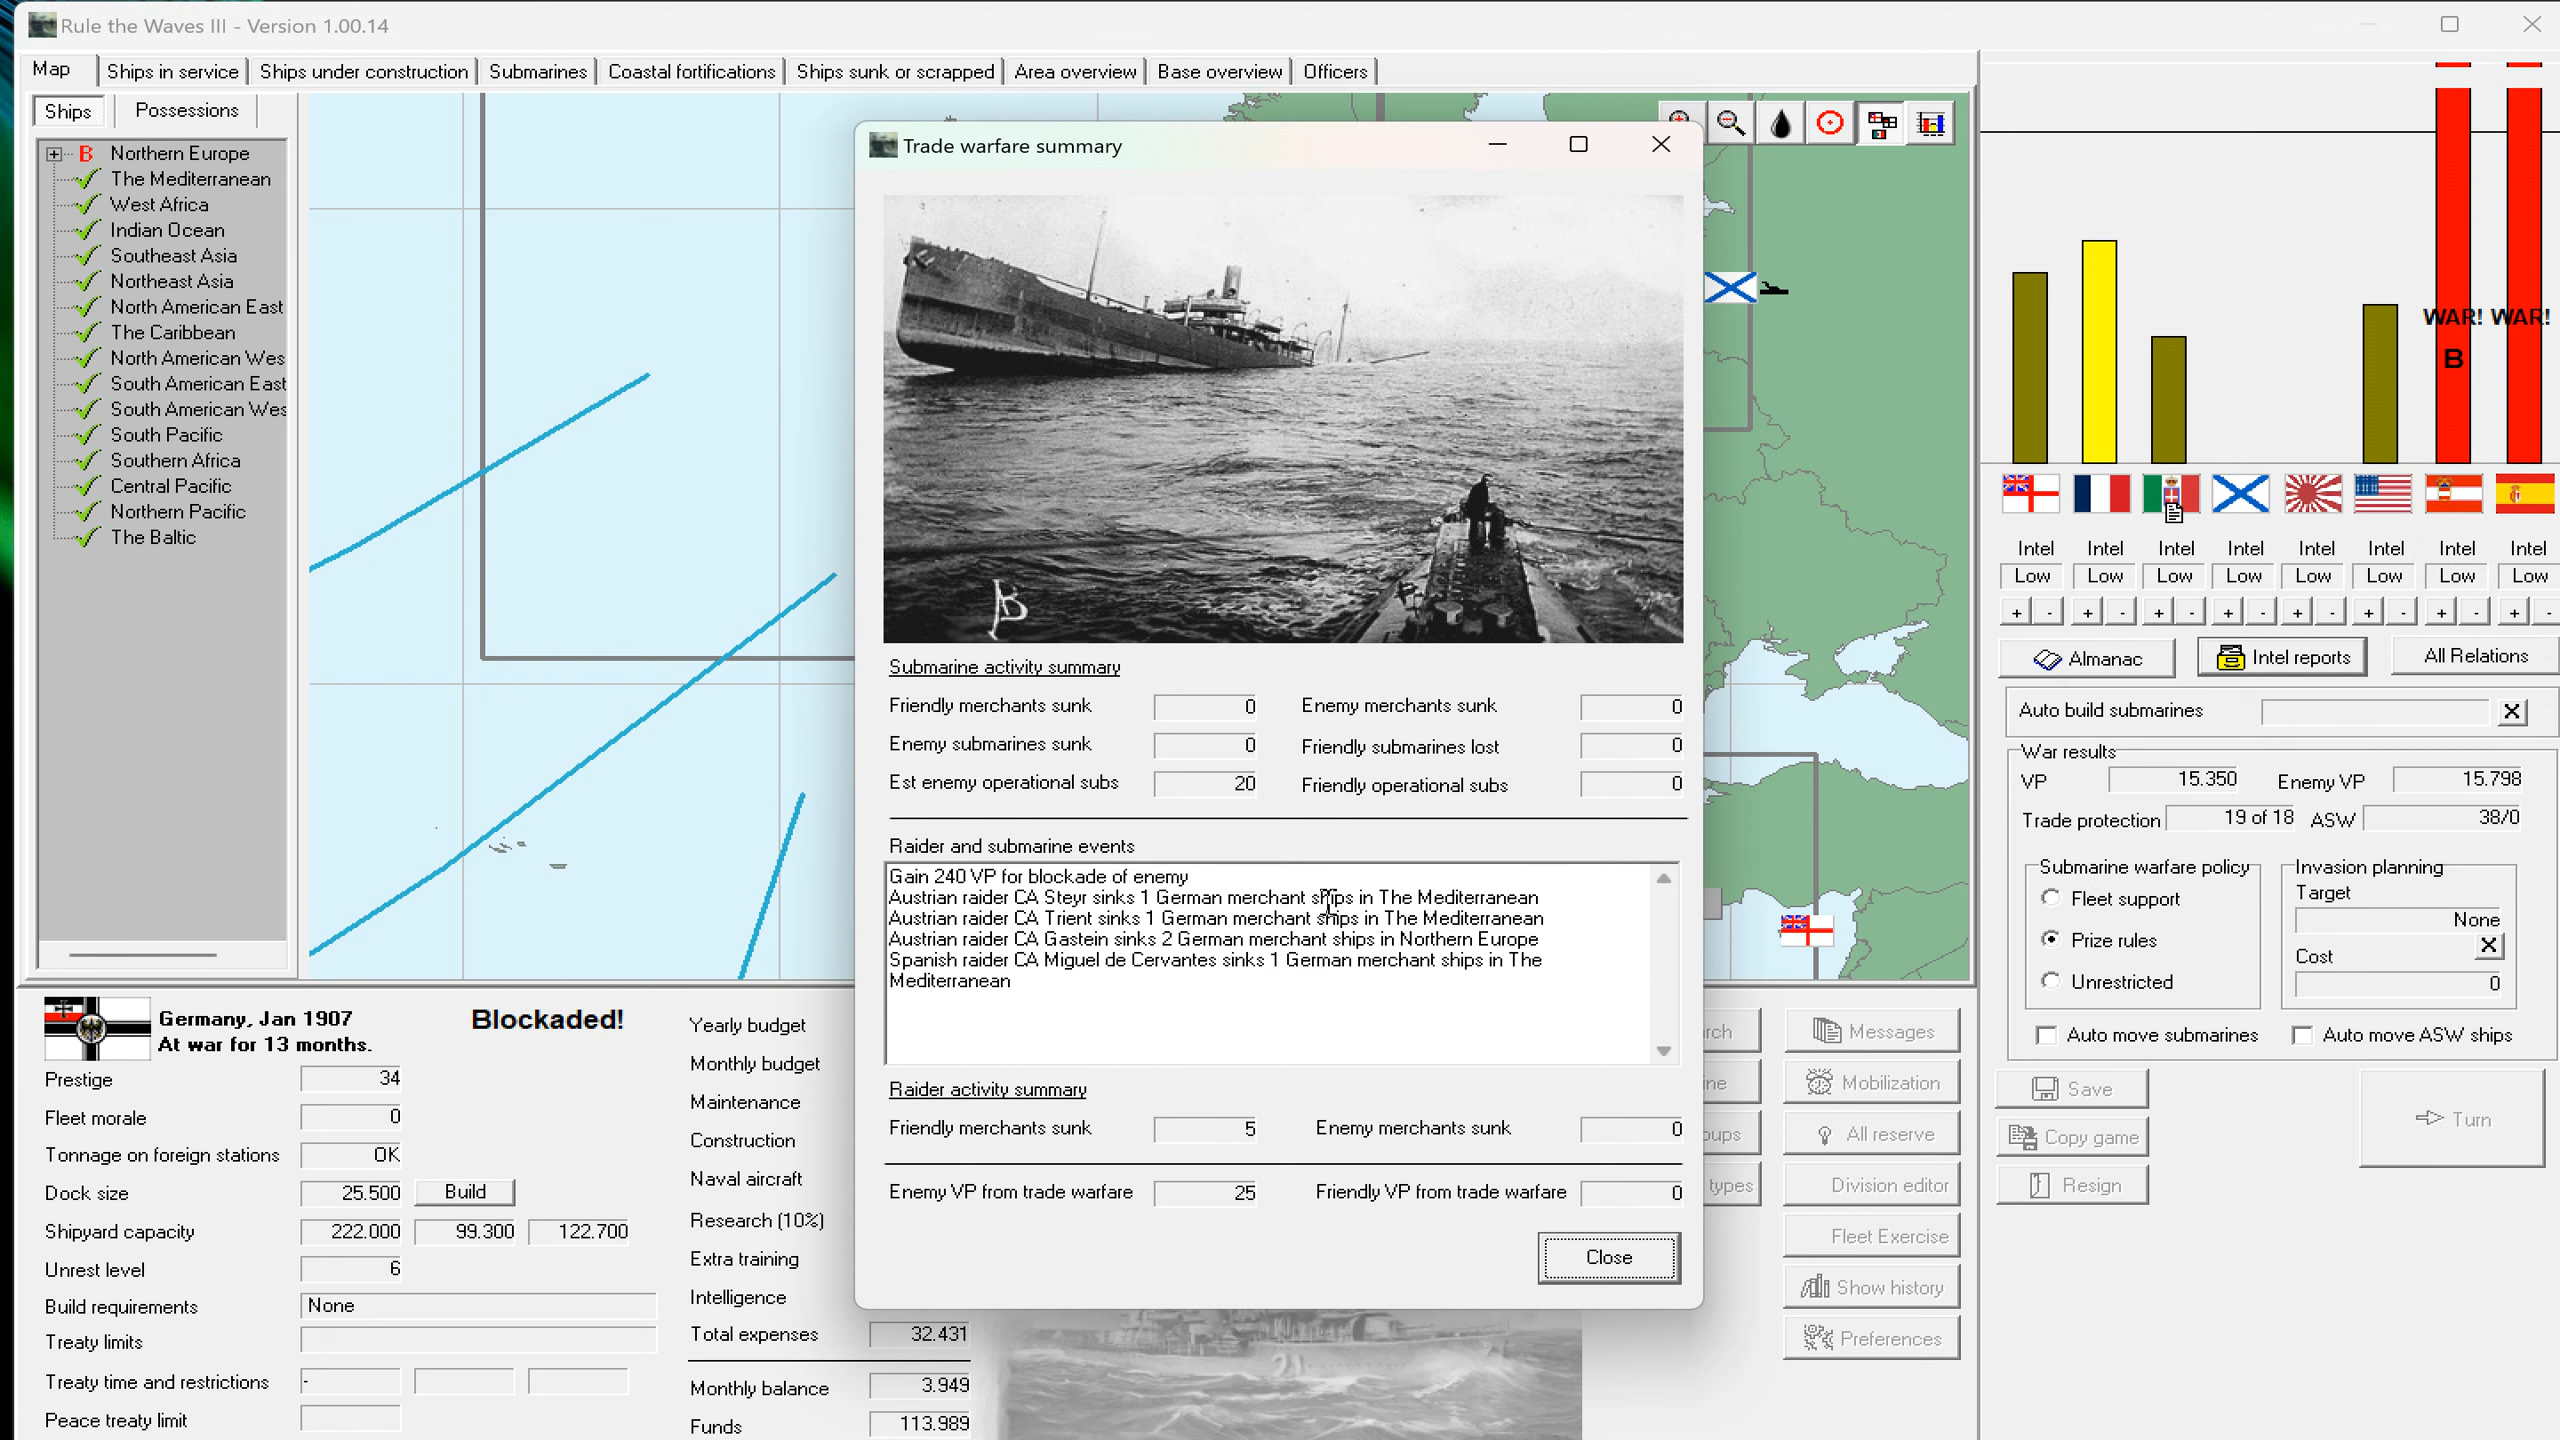 Rule the Waves III - Version 1.00.14
Map
Ships in service
Ships under construction
Submarines
Coastal fortifications
Ships sunk or scrapped
Area overview
Base overview
Officers
Ships
Possessions
B Northern Europe
The Mediterranean
West Africa
Indian Ocean
Southeast Asia
Northeast Asia
North American East
The Caribbean
North American Wes
South American East
South American Wes
South Pacific
Southern Africa
Central Pacific
Northern Pacific
The Baltic
Trade warfare summary
B
Submarine activity summary
Friendly merchants sunk 0 Enemy merchants sunk 0
Enemy submarines sunk 0 Friendly submarines lost 0
Est enemy operational subs 20 Friendly operational subs 0
Raider and submarine events
Gain 240 VP for blockade of enemy
Austrian raider CA Steyr sinks 1 German merchant ships in The Mediterranean
Austrian raider CA Trient sinks 1 German merchant ships in The Mediterranean
Austrian raider CA Gastein sinks 2 German merchant ships in Northern Europe
Spanish raider CA Miguel de Cervantes sinks 1 German merchant ships in The
Mediterranean
Raider activity summary
Friendly merchants sunk 5 Enemy merchants sunk 0
Enemy VP from trade warfare 25 Friendly VP from trade warfare 0
Close
WAR! WAR!
B
Intel Intel Intel Intel Intel Intel Intel Intel
Low Low Low Low Low Low Low Low
+ - + - + - + - + - + - + - + -
Almanac
Intel reports
All Relations
Auto build submarines
War results
VP 15.350 Enemy VP 15.798
Trade protection 19 of 18 ASW 38/0
Submarine warfare policy
Fleet support
Prize rules
Unrestricted
Invasion planning
Target
None
Cost
0
Auto move submarines
Auto move ASW ships
Save
Copy game
Resign
Turn
Germany, Jan 1907
At war for 13 months.
Blockaded!
Prestige 34
Fleet morale 0
Tonnage on foreign stations OK
Dock size 25.500 Build
Shipyard capacity 222.000 99.300 122.700
Unrest level 6
Build requirements None
Treaty limits
Treaty time and restrictions -
Peace treaty limit
Yearly budget
Monthly budget
Maintenance
Construction
Naval aircraft
Research (10%)
Extra training
Intelligence
Total expenses 32.431
Monthly balance 3.949
Funds 113.989
types
Messages
Mobilization
All reserve
Division editor
Fleet Exercise
Show history
Preferences